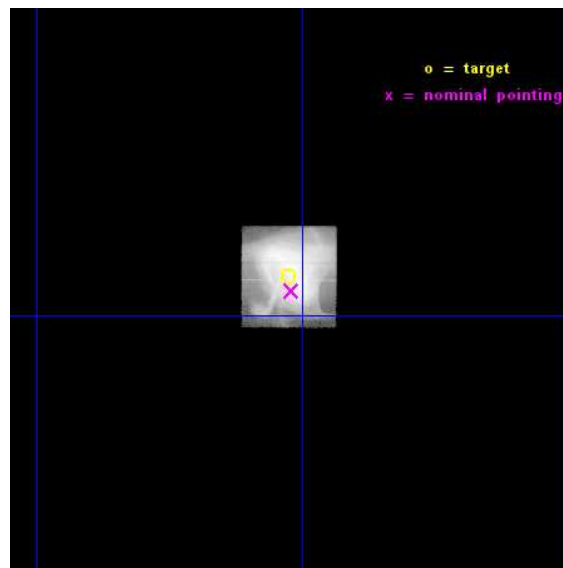 o = target
x = nominal pointing